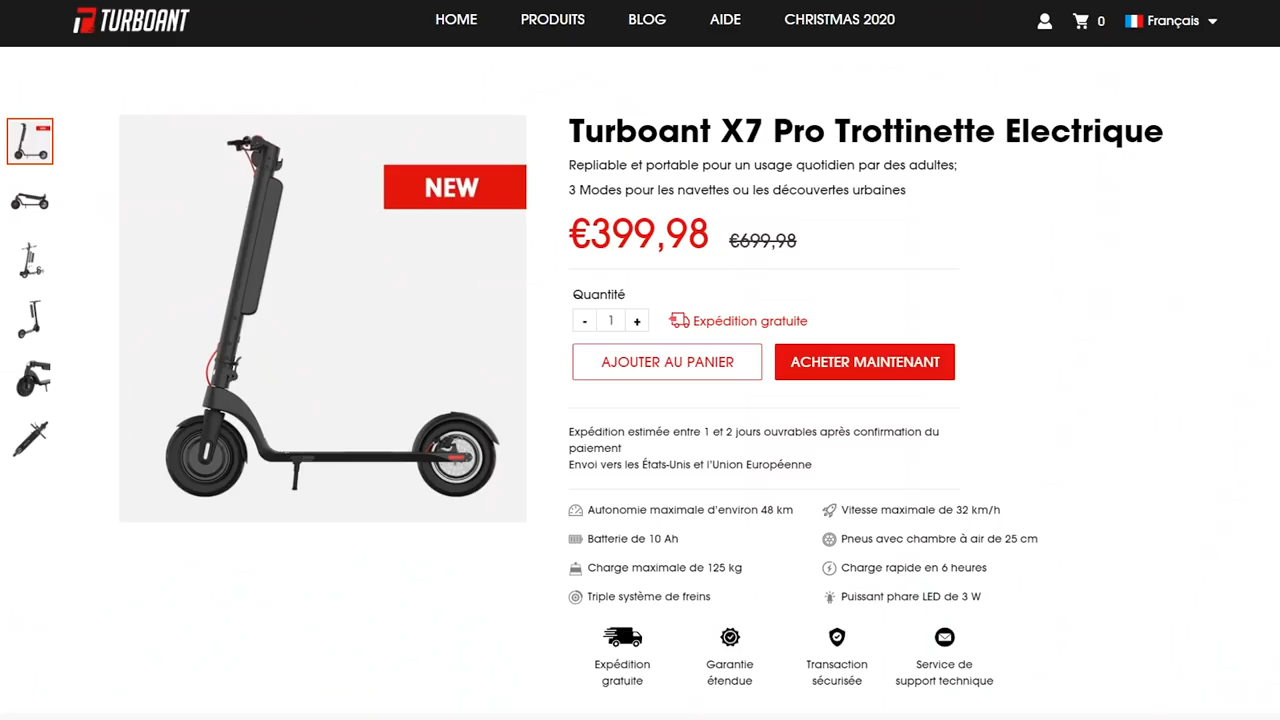 TURBOANT
HOME
PRODUITS
BLOG
AIDE
CHRISTMAS 2020
0
Français
NEW
Turboant X7 Pro Trottinette Electrique
Repliable et portable pour un usage quotidien par des adultes;
3 Modes pour les navettes ou les découvertes urbaines
€399,98
€699,98
Quantité
- 1 +
Expédition gratuite
AJOUTER AU PANIER
ACHETER MAINTENANT
Expédition estimée entre 1 et 2 jours ouvrables après confirmation du
paiement
Envoi vers les États-Unis et l'Union Européenne
Autonomie maximale d'environ 48 km
Vitesse maximale de 32 km/h
Batterie de 10 Ah
Pneus avec chambre à air de 25 cm
Charge maximale de 125 kg
Charge rapide en 6 heures
Triple système de freins
Puissant phare LED de 3 W
Expédition
gratuite
Garantie
étendue
Transaction
sécurisée
Service de
support technique